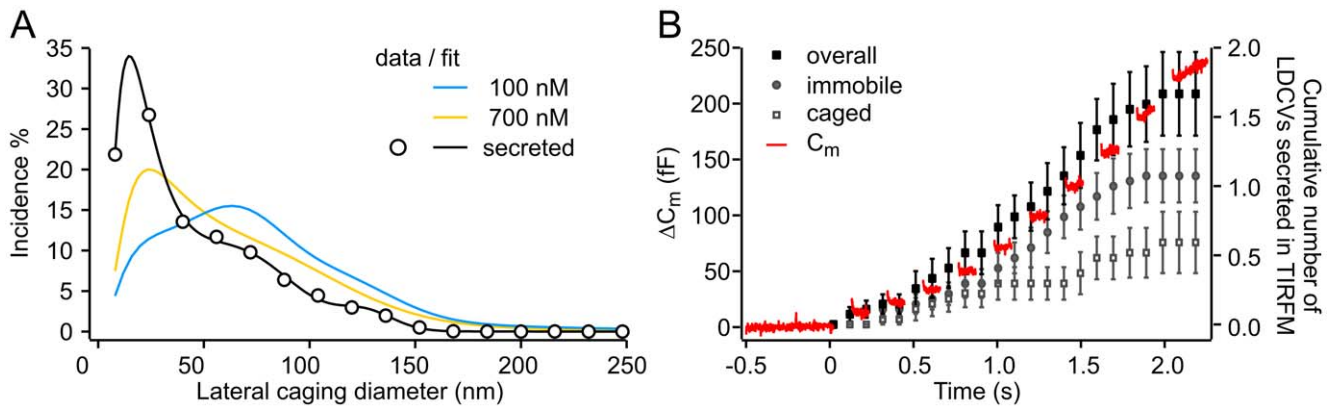 A
35
30
25
20
15
10
5
0
Incidence %
data / fit
100 nM
700 nM
secreted
0
50
100
150
200
250
Lateral caging diameter (nm)
B
250
200
150
100
50
0
ΔCm (fF)
overall
immobile
caged
Cm
2.0
1.5
1.0
0.5
0.0
Cumulative number of
LDCVs secreted in TIRFM
-0.5
0
0.5
1.0
1.5
2.0
Time (s)